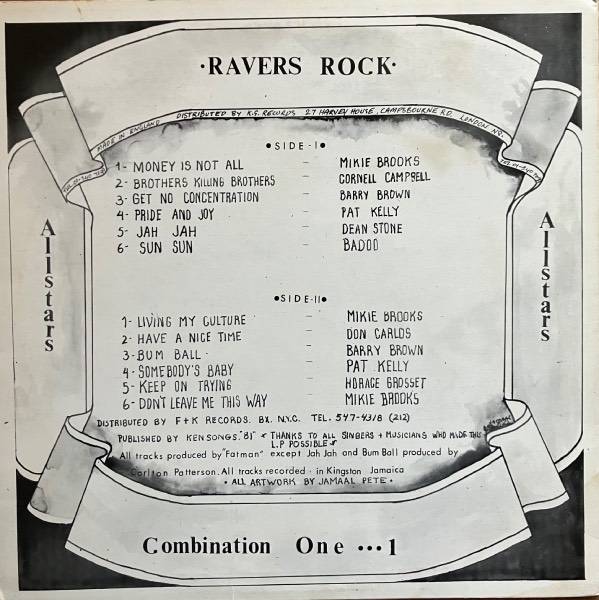 ·RAVERS ROCK·
MADE IN ENGLAND DISTRIBUTED BY K.G. RECORDS 27 HARVEY HOUSE, CAMPSBOURNE RD. LONDON N8.
Allstars
Allstars
•SIDE-I•
1- MONEY IS NOT ALL – MIKIE BROOKS
2- BROTHERS KILLING BROTHERS – CORNELL CAMPBELL
3- GET NO CONCENTRATION – BARRY BROWN
4- PRIDE AND JOY – PAT KELLY
5- JAH JAH – DEAN STONE
6- SUN SUN – BADOO
•SIDE-II•
1- LIVING MY CULTURE – MIKIE BROOKS
2- HAVE A NICE TIME – DON CARLOS
3- BUM BALL – BARRY BROWN
4- SOMEBODY'S BABY – PAT KELLY
5- KEEP ON TRYING – HORACE GROSSET
6- DON'T LEAVE ME THIS WAY – MIKIE BROOKS
DISTRIBUTED BY F+K RECORDS. BX. N.Y.C. TEL. 547-4318 (212)
PUBLISHED BY KENSONGS."81" THANKS TO ALL SINGERS + MUSICIANS WHO MADE THIS
L.P POSSIBLE
All tracks produced by "Fatman" except Jah Jah and Bum Ball produced by
Carlton Patterson. All tracks recorded · in Kingston Jamaica
• ALL ARTWORK BY JAMAAL PETE •
Combination One •••1